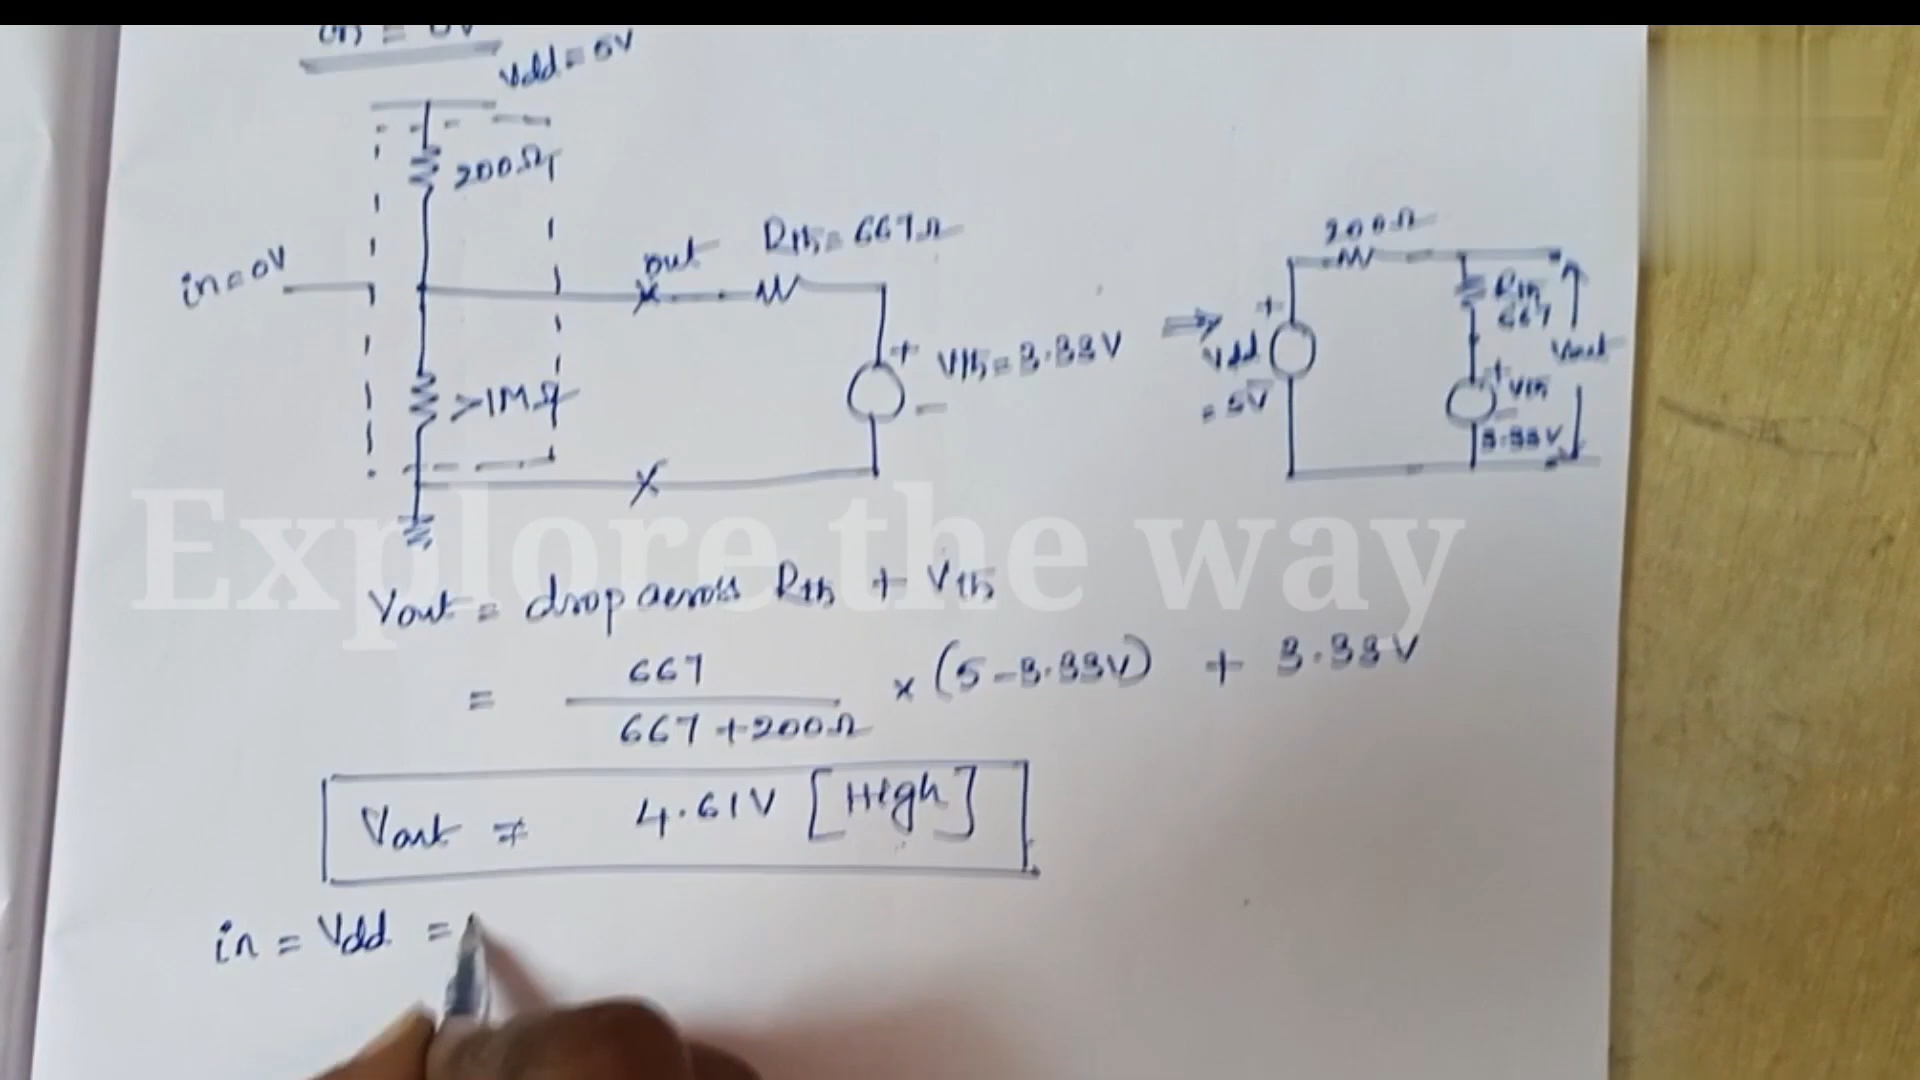 in = 0V
Vdd = 5V
200Ω
in = 0V
out
Rth = 667Ω
>1MΩ
+ Vth = 3.33V
-
⇒
200Ω
+
Vdd
= 5V
Rth
667
Vout
+ Vth
-
3.33V
Explore the way
Vout = drop across Rth + Vth
= 667 / 667 + 200Ω × (5 - 3.33V) + 3.33V
Vout = 4.61V [High]
in = Vdd =